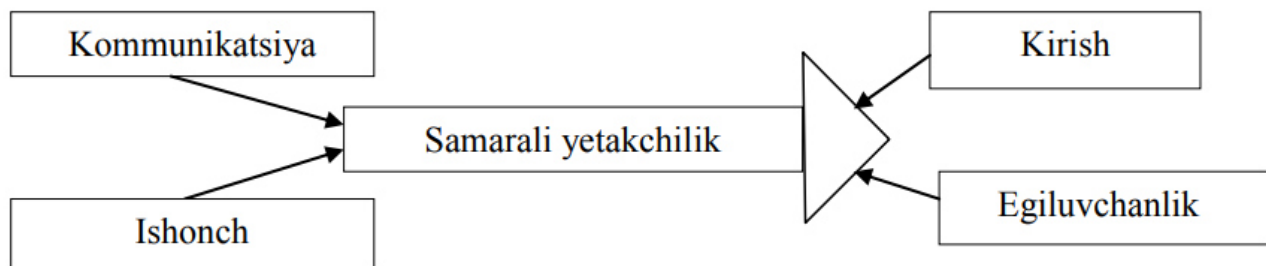 Kommunikatsiya
Kirish
Samarali yetakchilik
Ishonch
Egiluvchanlik